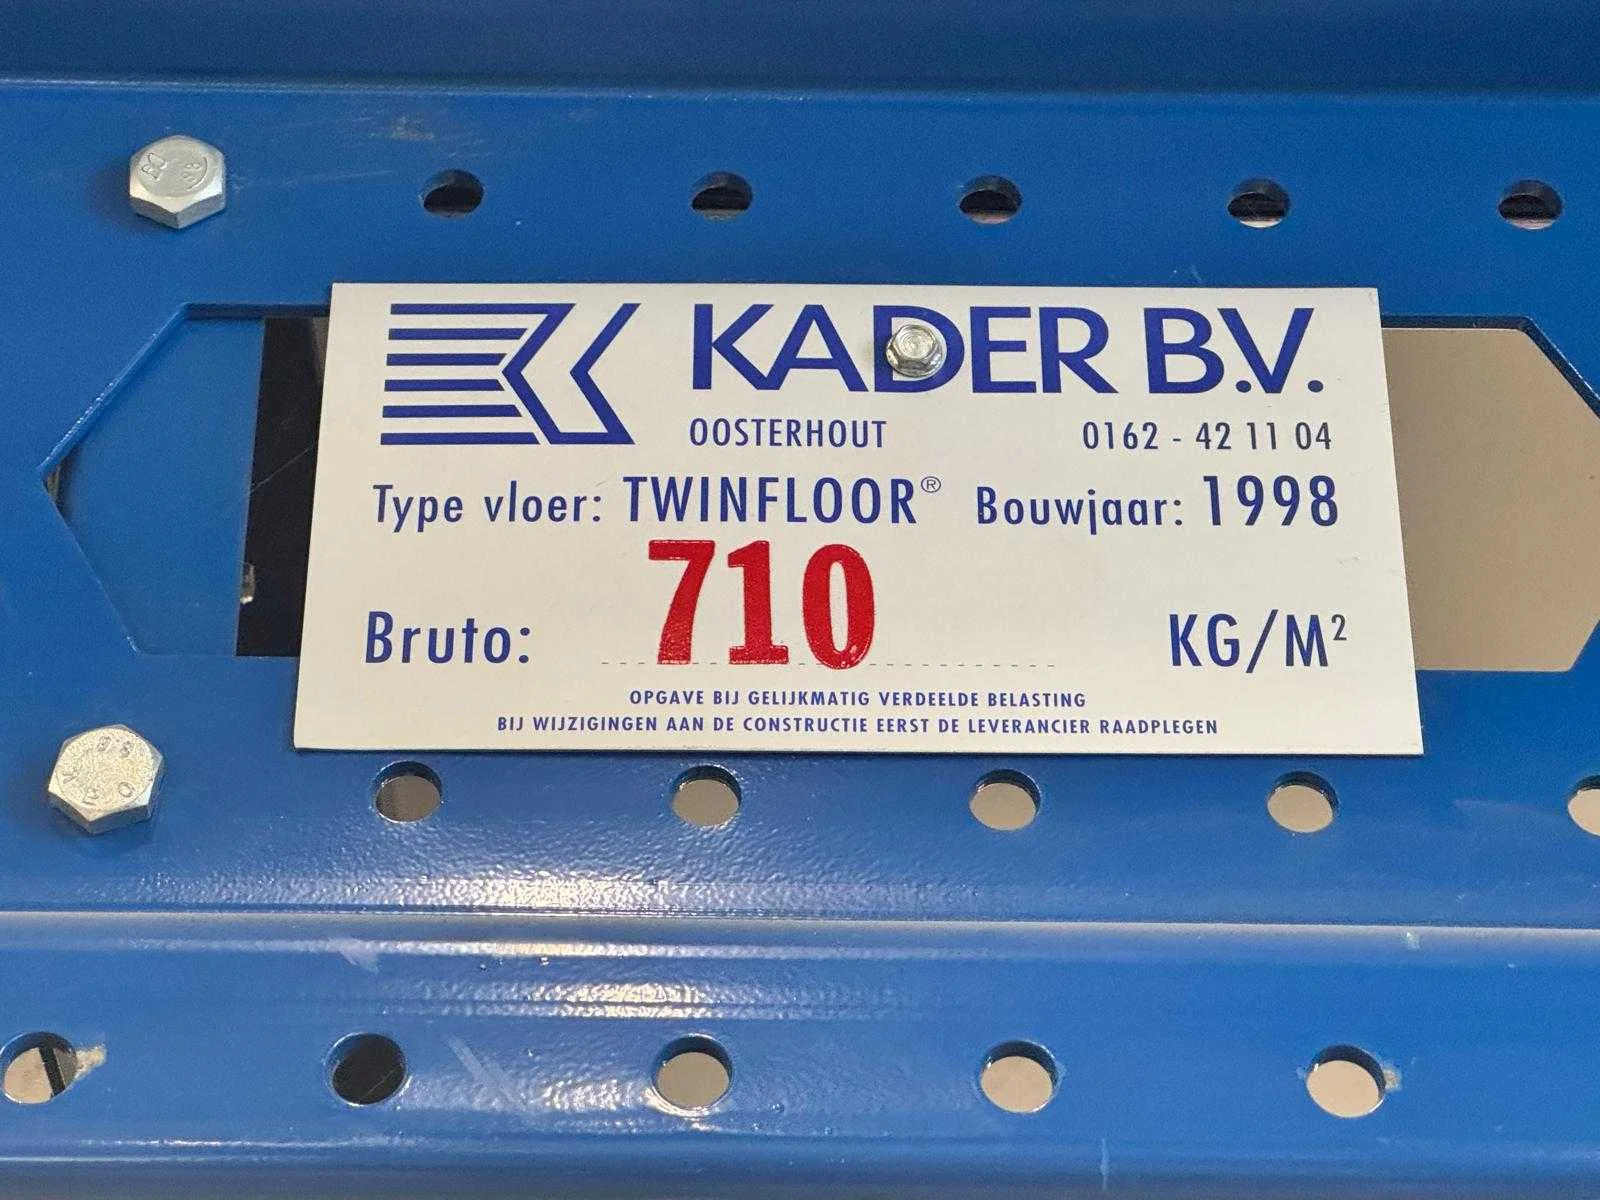 KADER B.V.
OOSTERHOUT 0162 - 42 11 04
Type vloer: TWINFLOOR® Bouwjaar: 1998
Bruto: 710 KG/M²
OPGAVE BIJ GELIJKMATIG VERDEELDE BELASTING
BIJ WIJZIGINGEN AAN DE CONSTRUCTIE EERST DE LEVERANCIER RAADPLEGEN